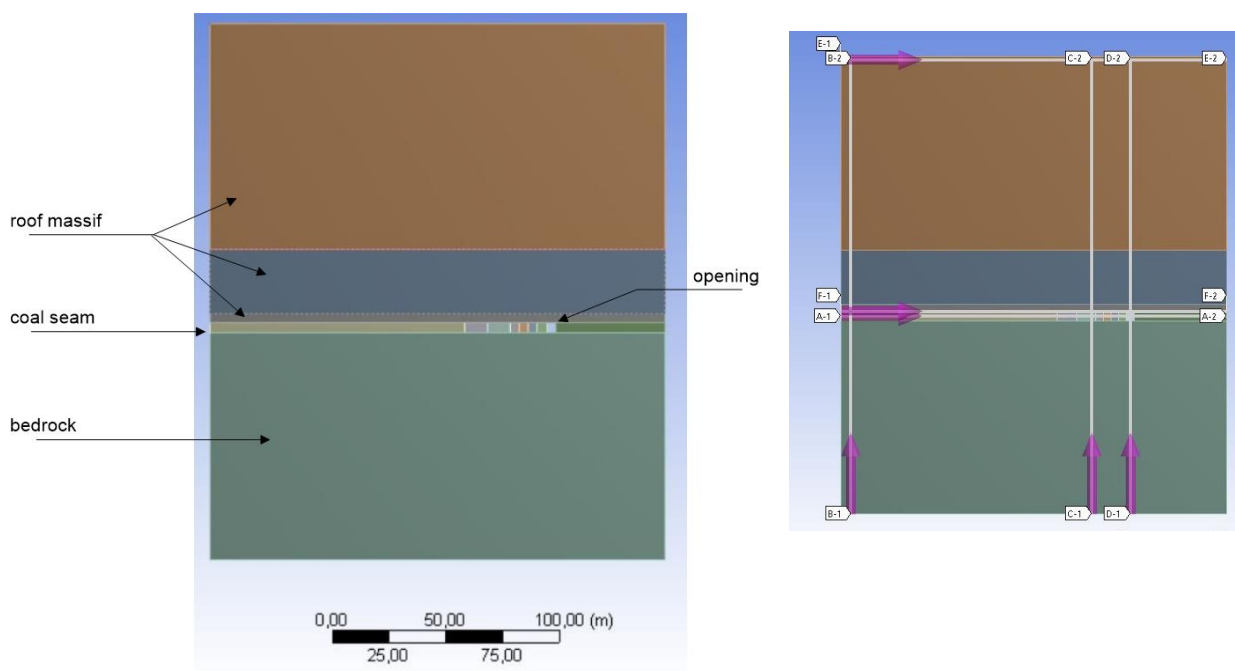 roof massif
coal seam
bedrock
opening
0,00
50,00
100,00 (m)
25,00
75,00
E-1
B-2
C-2
D-2
E-2
F-1
F-2
A-1
A-2
B-1
C-1
D-1